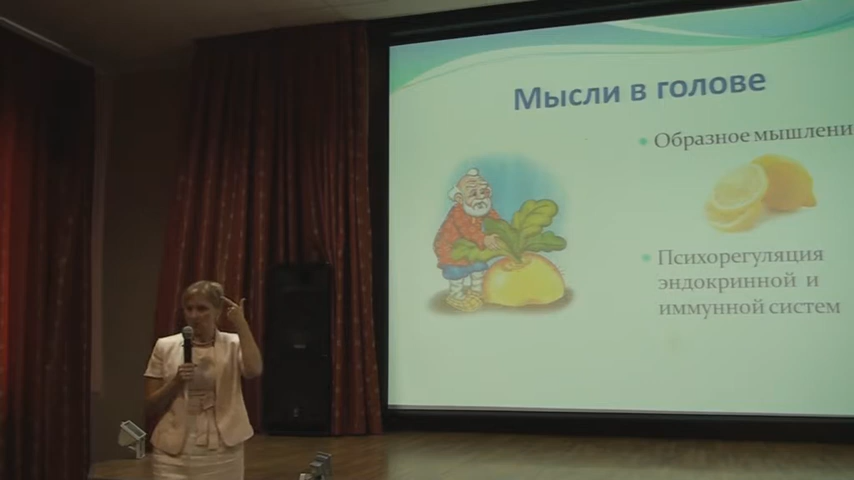 Мысли в голове
Образное мышлени
Психорегуляция
эндокринной и
иммунной систем